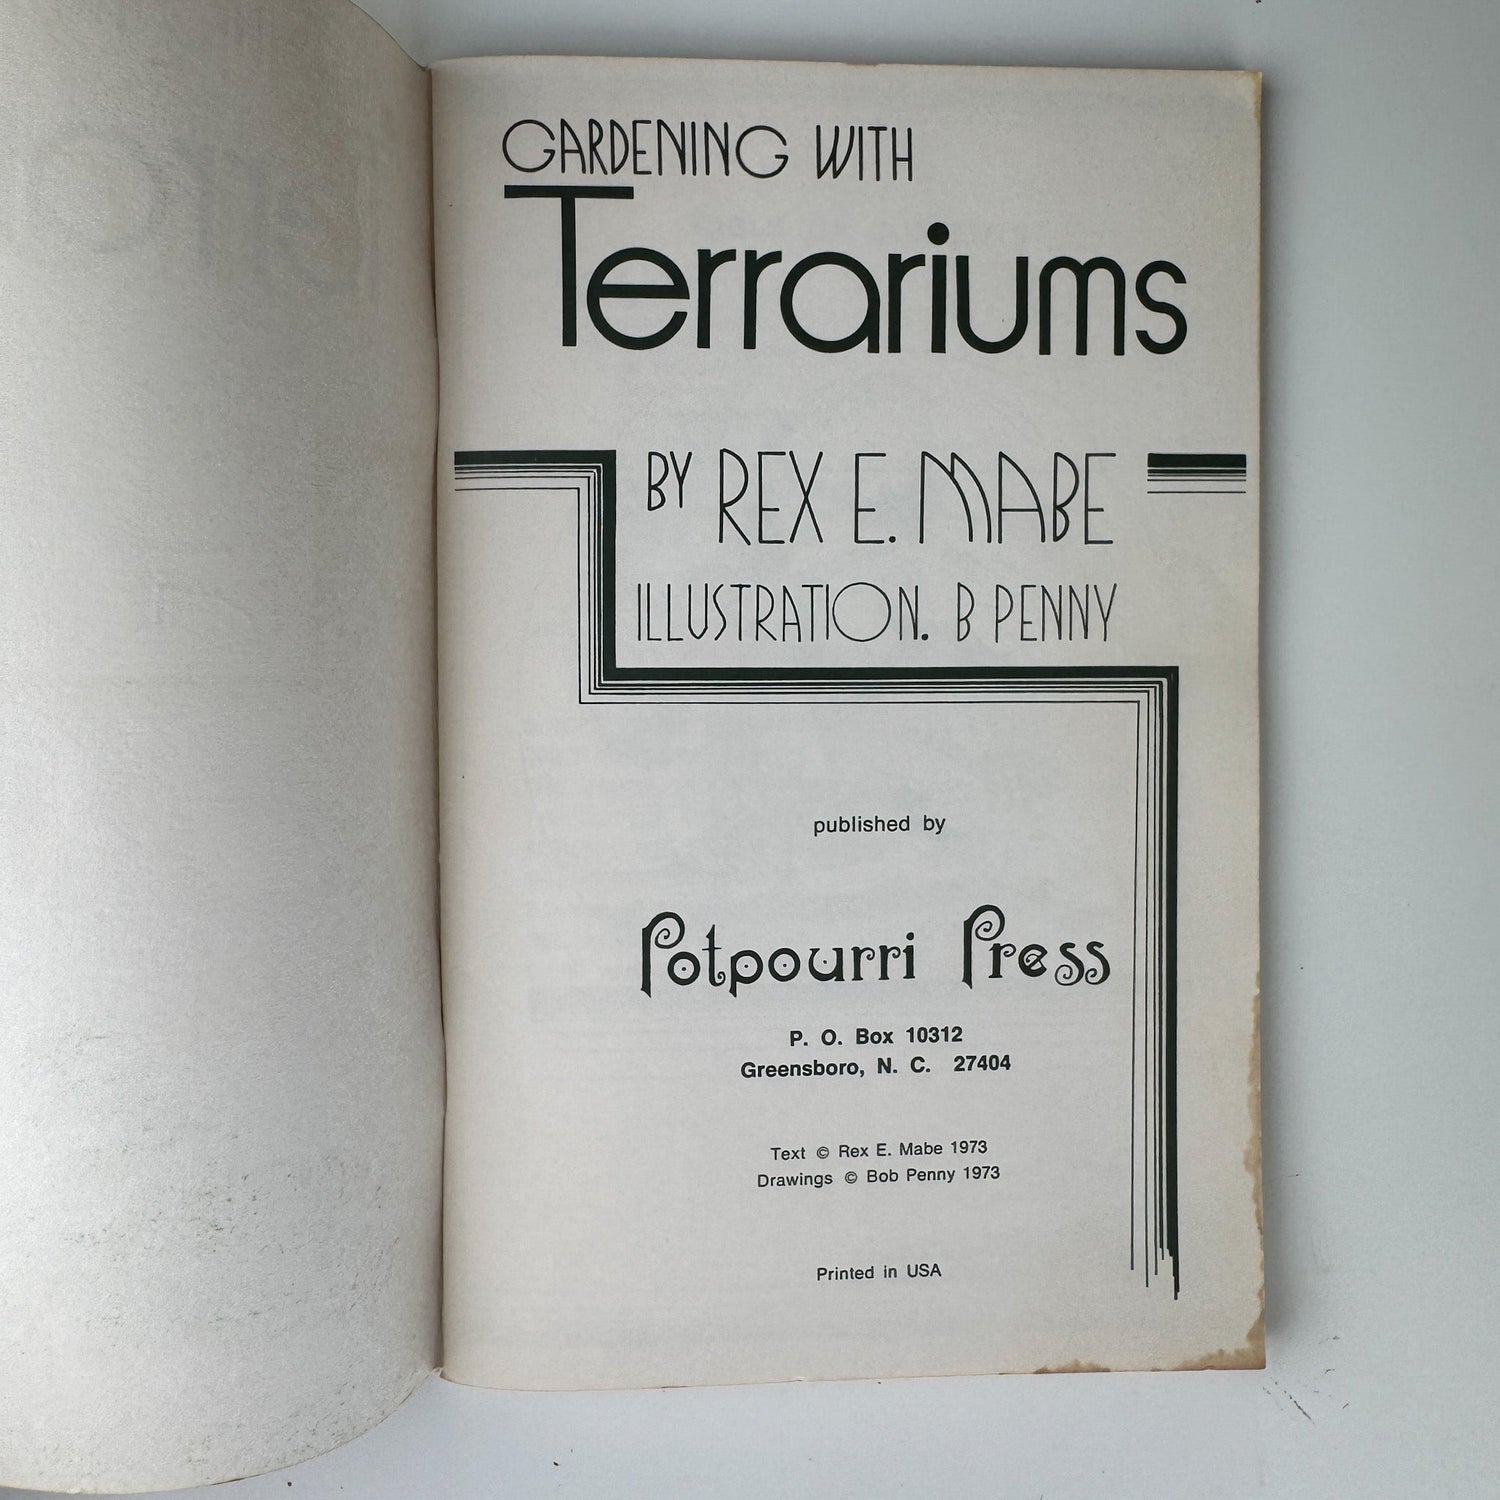 GARDENING WITH
Terrariums
BY REX E. MABE
ILLUSTRATION. B PENNY
published by
Potpourri Press
P. O. Box 10312
Greensboro, N. C. 27404
Text © Rex E. Mabe 1973
Drawings © Bob Penny 1973
Printed in USA